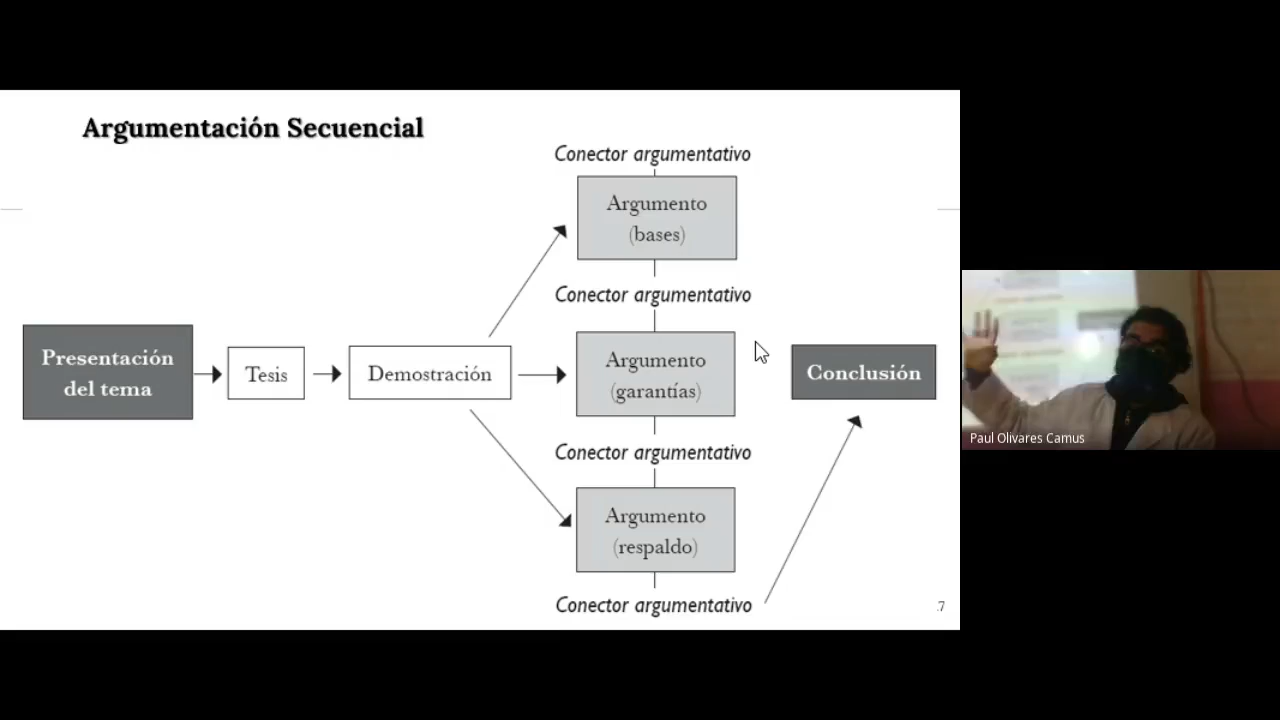 Argumentación Secuencial
Conector argumentativo
Argumento
(bases)
Conector argumentativo
Presentación
del tema
Tesis
Demostración
Argumento
(garantías)
Conclusión
Conector argumentativo
Argumento
(respaldo)
Conector argumentativo
.7
Paul Olivares Camus